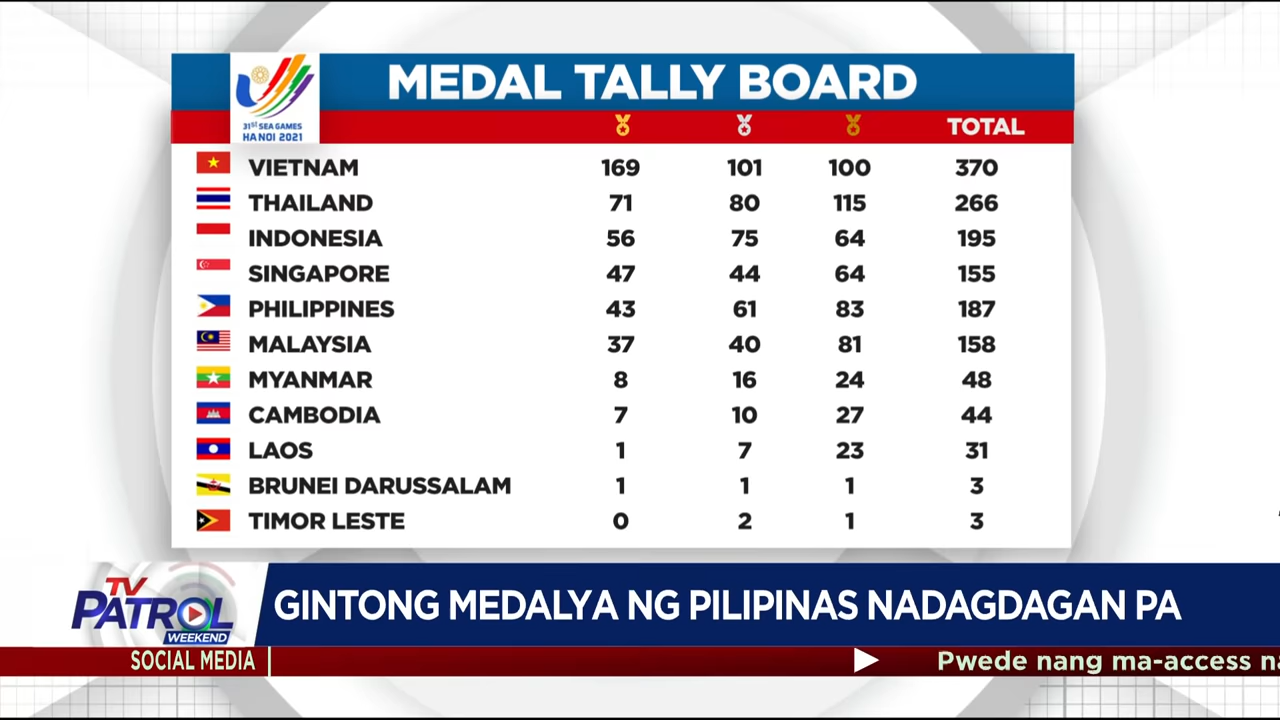 MEDAL TALLY BOARD
31ST SEA GAMES
HA NOI 2021
TOTAL
VIETNAM 169 101 100 370
THAILAND 71 80 115 266
INDONESIA 56 75 64 195
SINGAPORE 47 44 64 155
PHILIPPINES 43 61 83 187
MALAYSIA 37 40 81 158
MYANMAR 8 16 24 48
CAMBODIA 7 10 27 44
LAOS 1 7 23 31
BRUNEI DARUSSALAM 1 1 1 3
TIMOR LESTE 0 2 1 3
TV PATROL WEEKEND
GINTONG MEDALYA NG PILIPINAS NADAGDAGAN PA
SOCIAL MEDIA Pwede nang ma-access na